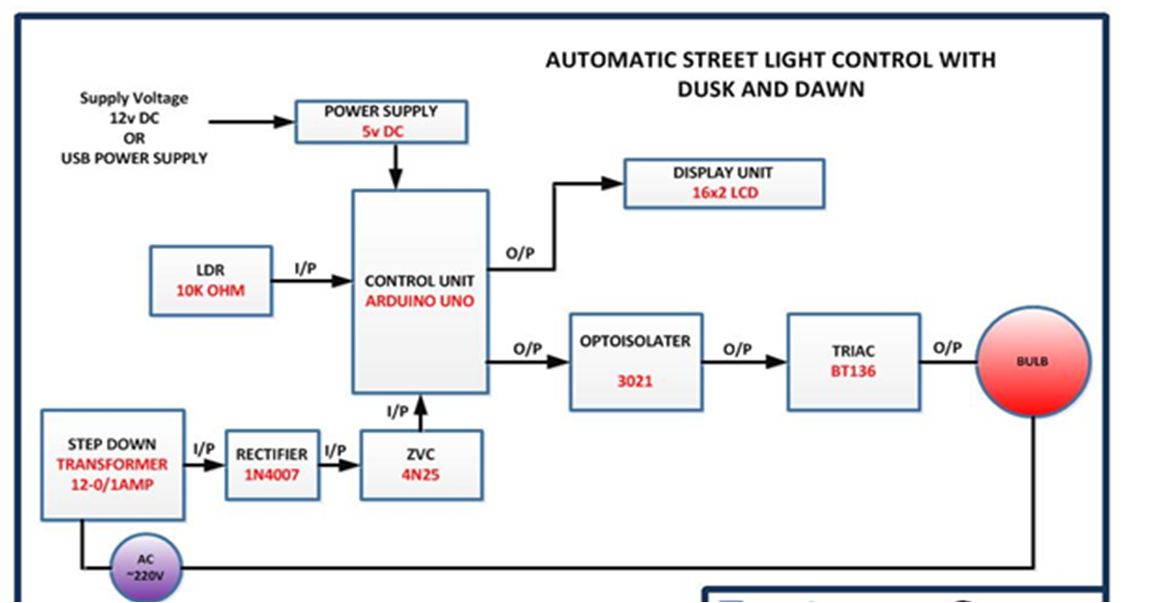 AUTOMATIC STREET LIGHT CONTROL WITH
DUSK AND DAWN
Supply Voltage
12v DC
OR
USB POWER SUPPLY
POWER SUPPLY
5v DC
DISPLAY UNIT
16x2 LCD
O/P
LDR
10K OHM
I/P
CONTROL UNIT
ARDUINO UNO
O/P
OPTOISOLATER
3021
O/P
TRIAC
BT136
O/P
BULB
I/P
STEP DOWN
TRANSFORMER
12-0/1AMP
I/P
RECTIFIER
1N4007
I/P
ZVC
4N25
AC
~220V